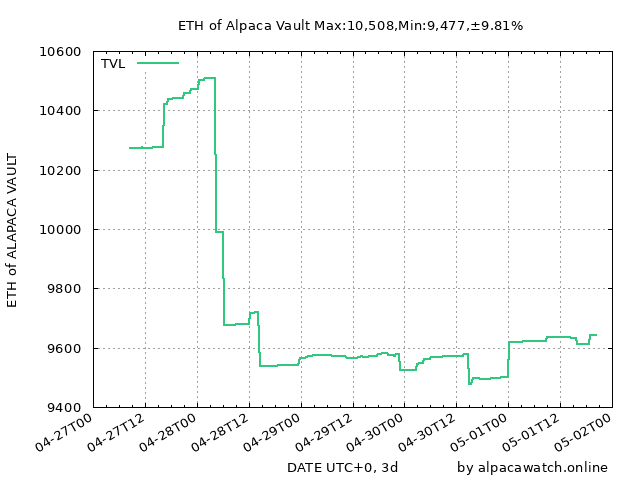 ETH of Alpaca Vault Max:10,508,Min:9,477,±9.81%
TVL
10600
10400
10200
10000
9800
9600
9400
ETH of ALAPACA VAULT
04-27T00
04-27T12
04-28T00
04-28T12
04-29T00
04-29T12
04-30T00
04-30T12
05-01T00
05-01T12
05-02T00
DATE UTC+0, 3d
by alpacawatch.online